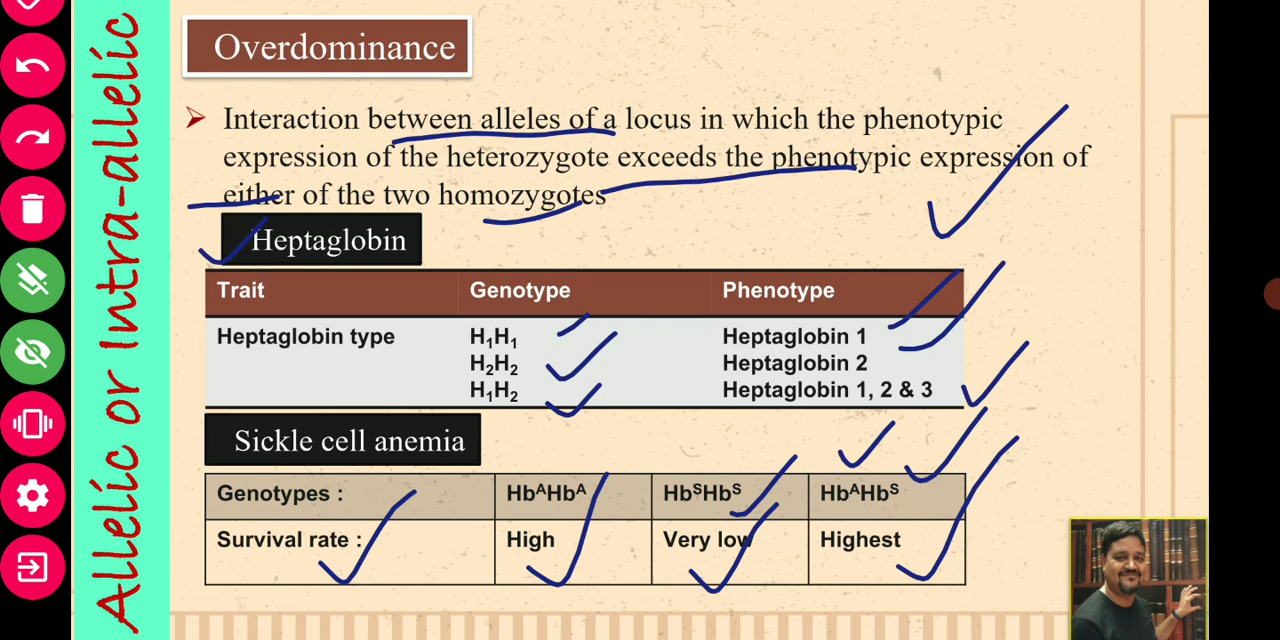 Allelic or Intra-allelic
Overdominance
Interaction between alleles of a locus in which the phenotypic
expression of the heterozygote exceeds the phenotypic expression of
either of the two homozygotes
Heptaglobin
Trait Genotype Phenotype
Heptaglobin type H₁H₁ Heptaglobin 1
H₂H₂ Heptaglobin 2
H₁H₂ Heptaglobin 1, 2 & 3
Sickle cell anemia
Genotypes : HbᴬHbᴬ HbˢHbˢ HbᴬHbˢ
Survival rate : High Very low Highest